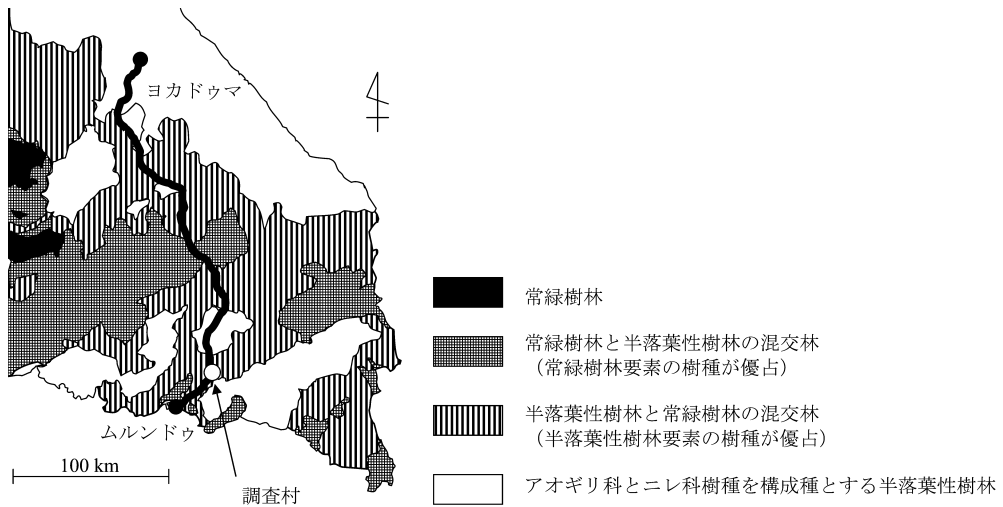 ヨカドゥマ
ムルンドゥ
100 km
調査村
常緑樹林
常緑樹林と半落葉性樹林の混交林
（常緑樹林要素の樹種が優占）
半落葉性樹林と常緑樹林の混交林
（半落葉性樹林要素の樹種が優占）
アオギリ科とニレ科樹種を構成種とする半落葉性樹林